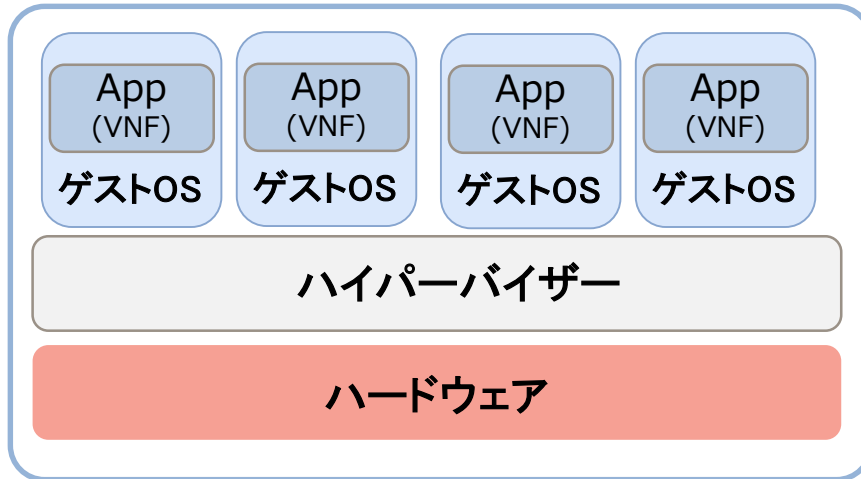 App App App App
(VNF) (VNF) (VNF) (VNF)
ゲストOS ゲストOS ゲストOS ゲストOS
ハイパーバイザー
ハードウェア